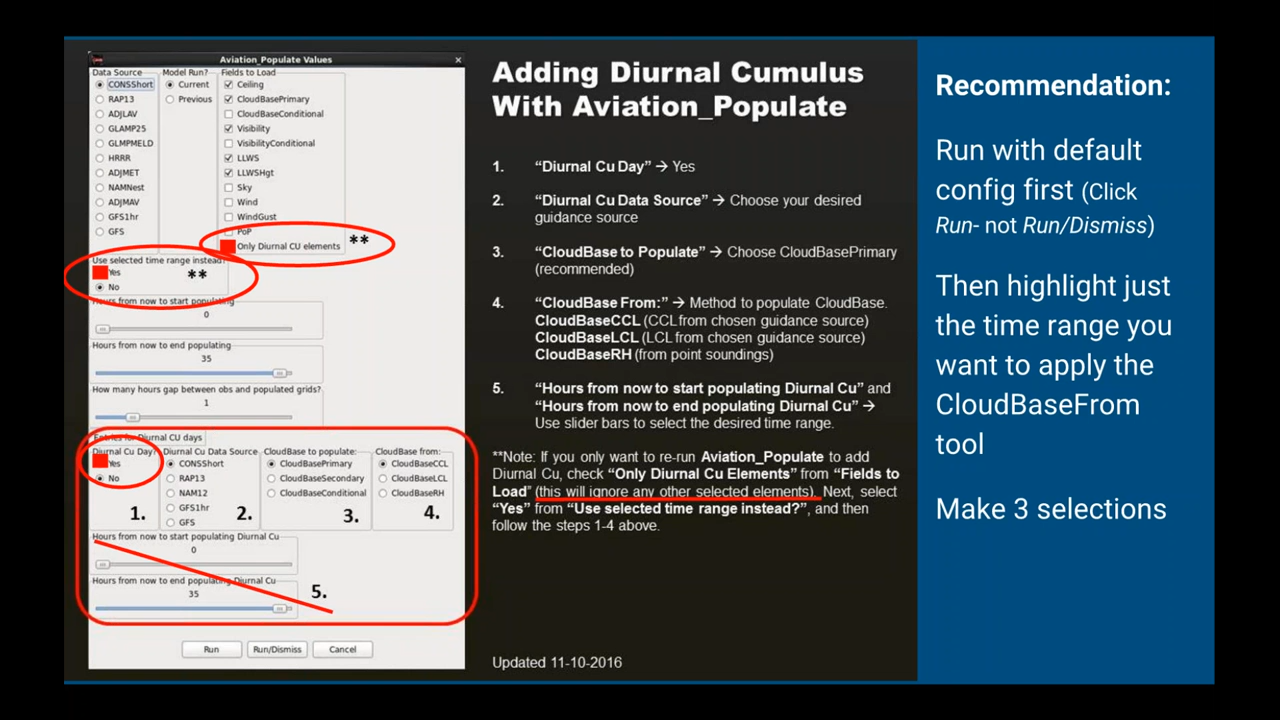 Aviation_Populate Values
Data Source
CONSShort
RAP13
ADJLAV
GLAMP25
GLMPMELD
HRRR
ADJMET
NAMNest
ADJMAV
GFS1hr
GFS
Model Run?
Current
Previous
Fields to Load
Ceiling
CloudBasePrimary
CloudBaseConditional
Visibility
VisibilityConditional
LLWS
LLWSHgt
Sky
Wind
WindGust
PoP
Only Diurnal CU elements
**
Use selected time range instead?
Yes
**
No
Hours from now to start populating
0
Hours from now to end populating
35
How many hours gap between obs and populated grids?
1
Entries for Diurnal CU days
Diurnal Cu Day?
Yes
No
1.
Diurnal Cu Data Source
CONSShort
RAP13
NAM12
GFS1hr
GFS
2.
CloudBase to populate:
CloudBasePrimary
CloudBaseSecondary
CloudBaseConditional
3.
CloudBase from:
CloudBaseCCL
CloudBaseLCL
CloudBaseRH
4.
Hours from now to start populating Diurnal Cu
0
Hours from now to end populating Diurnal Cu
35
5.
Run
Run/Dismiss
Cancel
Adding Diurnal Cumulus
With Aviation_Populate
1. “Diurnal Cu Day” → Yes
2. “Diurnal Cu Data Source” → Choose your desired
guidance source
3. “CloudBase to Populate” → Choose CloudBasePrimary
(recommended)
4. “CloudBase From:” → Method to populate CloudBase.
CloudBaseCCL (CCL from chosen guidance source)
CloudBaseLCL (LCL from chosen guidance source)
CloudBaseRH (from point soundings)
5. “Hours from now to start populating Diurnal Cu” and
“Hours from now to end populating Diurnal Cu” →
Use slider bars to select the desired time range.
**Note: If you only want to re-run Aviation_Populate to add
Diurnal Cu, check “Only Diurnal Cu Elements” from “Fields to
Load” (this will ignore any other selected elements). Next, select
“Yes” from “Use selected time range instead?”, and then
follow the steps 1-4 above.
Updated 11-10-2016
Recommendation:
Run with default
config first (Click
Run- not Run/Dismiss)
Then highlight just
the time range you
want to apply the
CloudBaseFrom
tool
Make 3 selections